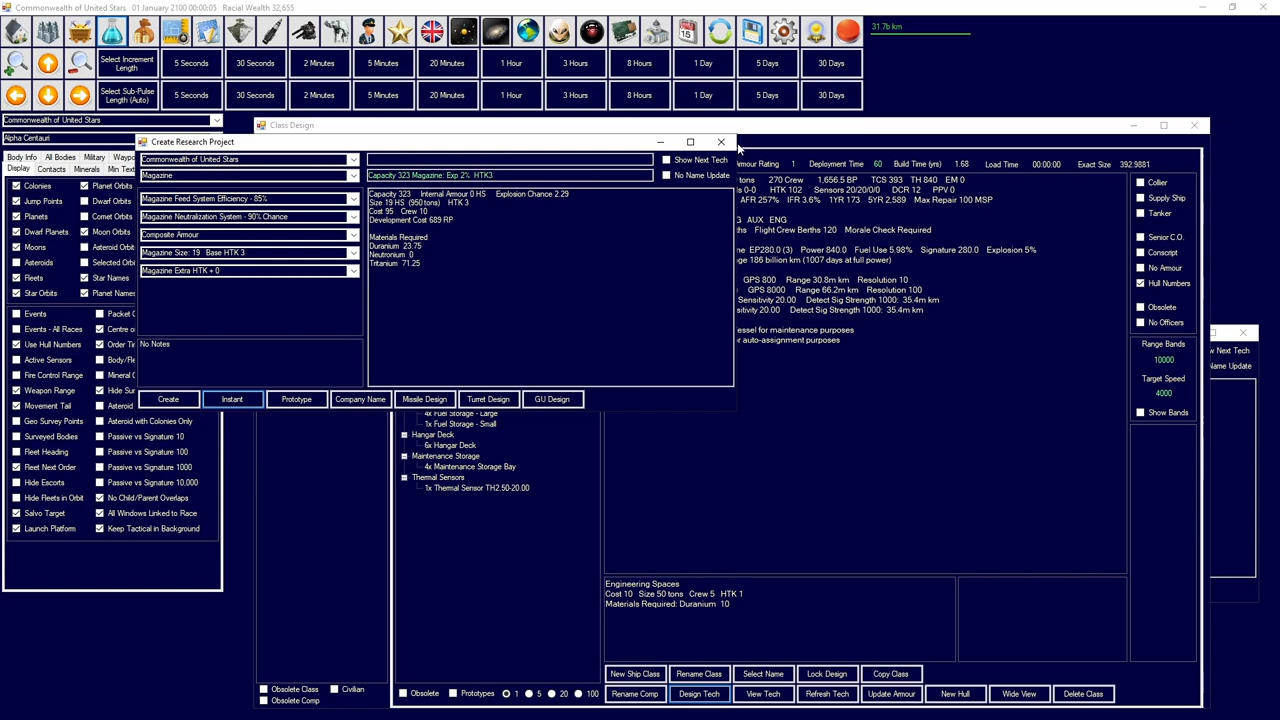 Commonwealth of United Stars   01 January 2100 00:00:05   Racial Wealth 32,655
31.7b km
Select Increment Length
5 Seconds
30 Seconds
2 Minutes
5 Minutes
20 Minutes
1 Hour
3 Hours
8 Hours
1 Day
5 Days
30 Days
Select Sub-Pulse Length (Auto)
5 Seconds
30 Seconds
2 Minutes
5 Minutes
20 Minutes
1 Hour
3 Hours
8 Hours
1 Day
5 Days
30 Days
Commonwealth of United Stars
Alpha Centauri
Body Info
All Bodies
Military
Display
Contacts
Minerals
Colonies
Planet Orbits
Jump Points
Dwarf Orbits
Planets
Comet Orbits
Dwarf Planets
Moon Orbits
Moons
Asteroids
Fleets
Star Names
Star Orbits
Planet Names
Events
Events - All Races
Use Hull Numbers
Active Sensors
Fire Control Range
Weapon Range
Movement Tail
Geo Survey Points
Asteroid with Colonies Only
Surveyed Bodies
Passive vs Signature 10
Fleet Heading
Passive vs Signature 100
Fleet Next Order
Passive vs Signature 1000
Hide Escorts
Passive vs Signature 10,000
Hide Fleets in Orbit
No Child/Parent Overlaps
Salvo Target
All Windows Linked to Race
Launch Platform
Keep Tactical in Background
Class Design
Create Research Project
Commonwealth of United Stars
Show Next Tech
Magazine
Capacity 323 Magazine: Exp 2%  HTK3
No Name Update
Magazine Feed System Efficiency - 85%
Magazine Neutralization System - 90% Chance
Composite Armour
Magazine Size: 19   Base HTK 3
Magazine Extra HTK + 0
No Notes
Capacity 323     Internal Armour 0 HS     Explosion Chance 2.29
Size 19 HS  (950 tons)   HTK 3
Cost 95   Crew 10
Development Cost 689 RP
Materials Required
Duranium  23.75
Neutronium  0
Tritanium  71.25
Create
Instant
Prototype
Company Name
Missile Design
Turret Design
GU Design
Armour Rating   1   Deployment Time   60   Build Time (yrs)   1.68   Load Time   00:00:00   Exact Size   392.9881
tons   270 Crew   1,656.5 BP   TCS 393   TH 840   EM 0
HTK 102   Sensors 20/20/0/0   DCR 12   PPV 0
AFR 257%   IFR 3.6%   1YR 173   5YR 2,589   Max Repair 100 MSP
AUX  ENG
Flight Crew Berths 120   Morale Check Required
EP280.0 (3)   Power 840.0   Fuel Use 5.98%   Signature 280.0   Explosion 5%
186 billion km (1007 days at full power)
GPS 800   Range 30.8m km   Resolution 10
GPS 8000   Range 66.2m km   Resolution 100
Sensitivity 20.00   Detect Sig Strength 1000:  35.4m km
20.00   Detect Sig Strength 1000:  35.4m km
for maintenance purposes
auto-assignment purposes
Collier
Supply Ship
Tanker
Senior C.O.
Conscript
No Armour
Hull Numbers
Obsolete
No Officers
Range Bands
10000
Target Speed
4000
Show Bands
Next Tech
Name Update
4x Fuel Storage - Large
1x Fuel Storage - Small
Hangar Deck
6x Hangar Deck
Maintenance Storage
4x Maintenance Storage Bay
Thermal Sensors
1x Thermal Sensor TH2.50-20.00
Engineering Spaces
Cost 10   Size 50 tons   Crew 5   HTK 1
Materials Required: Duranium  10
New Ship Class
Rename Class
Select Name
Lock Design
Copy Class
Obsolete Class
Civilian
Obsolete Comp
Obsolete
Prototypes
1
5
20
100
Rename Comp
Design Tech
View Tech
Refresh Tech
Update Armour
New Hull
Wide View
Delete Class